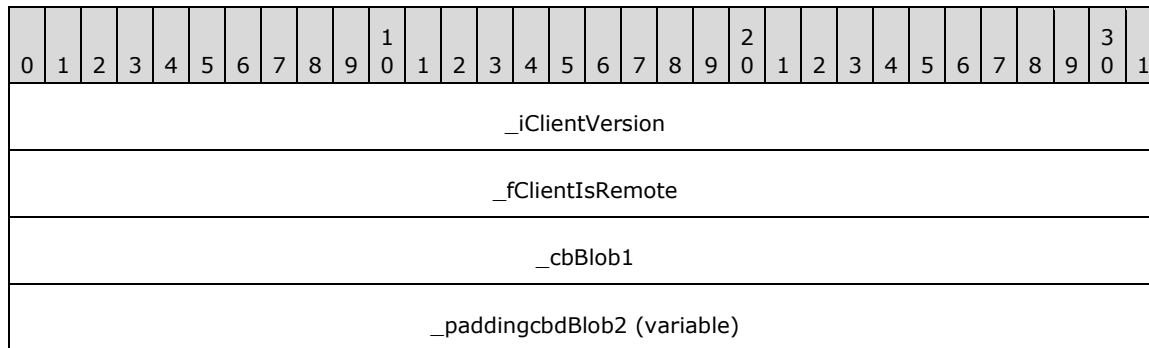 1 2 3
0 1 2 3 4 5 6 7 8 9 0 1 2 3 4 5 6 7 8 9 0 1 2 3 4 5 6 7 8 9 0 1
_iClientVersion
_fClientIsRemote
_cbBlob1
_paddingcbdBlob2 (variable)